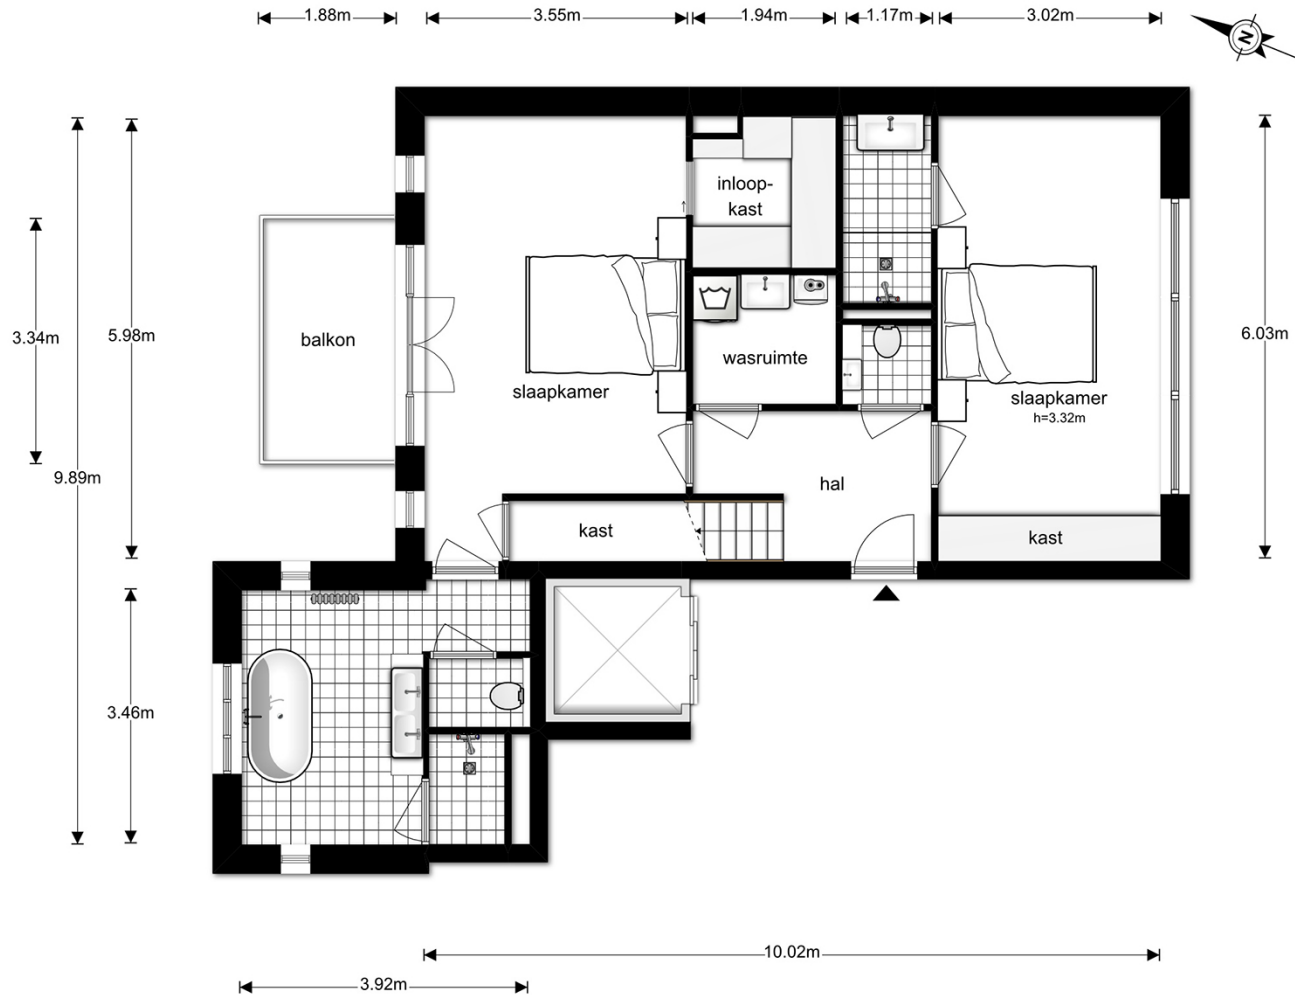 1.88m
3.55m
1.94m
1.17m
3.02m
N
inloop-
kast
3.34m
5.98m
balkon
6.03m
wasruimte
slaapkamer
slaapkamer
h=3.32m
9.89m
hal
kast
kast
3.46m
10.02m
3.92m